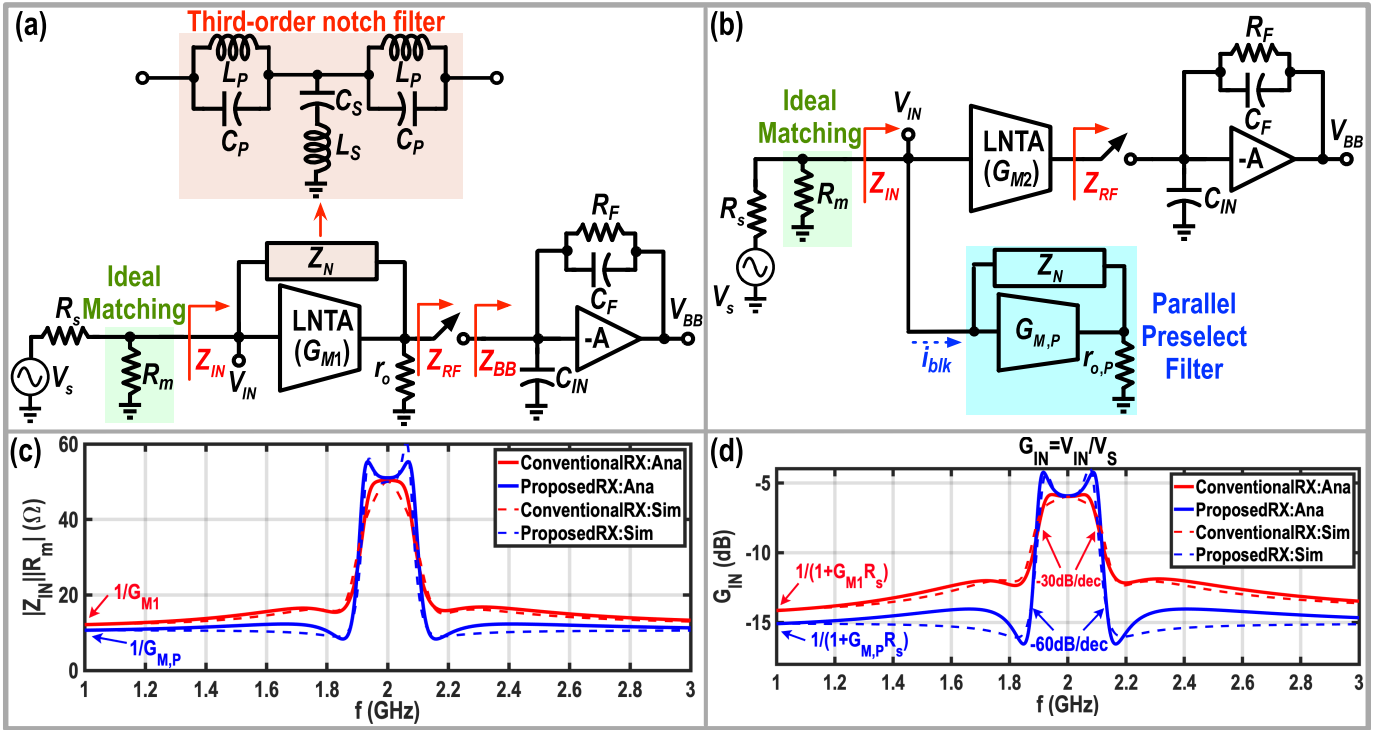 (a)
Third-order notch filter
L_P
L_P
C_P
C_S
C_P
L_S
Z_N
Ideal
Matching
R_s
V_s
R_m
Z_IN
V_IN
LNTA
(G_M1)
r_o
Z_RF
Z_BB
C_IN
R_F
C_F
-A
V_BB
(b)
Ideal
Matching
V_IN
R_s
V_s
R_m
Z_IN
LNTA
(G_M2)
Z_RF
R_F
C_F
C_IN
-A
V_BB
Z_N
G_M,P
r_o,P
i_blk
Parallel
Preselect
Filter
(c)
|Z_IN||R_m| (Ω)
60
40
20
0
ConventionalRX:Ana
ProposedRX:Ana
ConventionalRX:Sim
ProposedRX:Sim
1/G_M1
1/G_M,P
1 1.2 1.4 1.6 1.8 2 2.2 2.4 2.6 2.8 3
f (GHz)
(d)
G_IN=V_IN/V_S
G_IN (dB)
-5
-10
-15
ConventionalRX:Ana
ProposedRX:Ana
ConventionalRX:Sim
ProposedRX:Sim
1/(1+G_M1R_s)
-30dB/dec
1/(1+G_M,PR_s)
-60dB/dec
1 1.2 1.4 1.6 1.8 2 2.2 2.4 2.6 2.8 3
f (GHz)